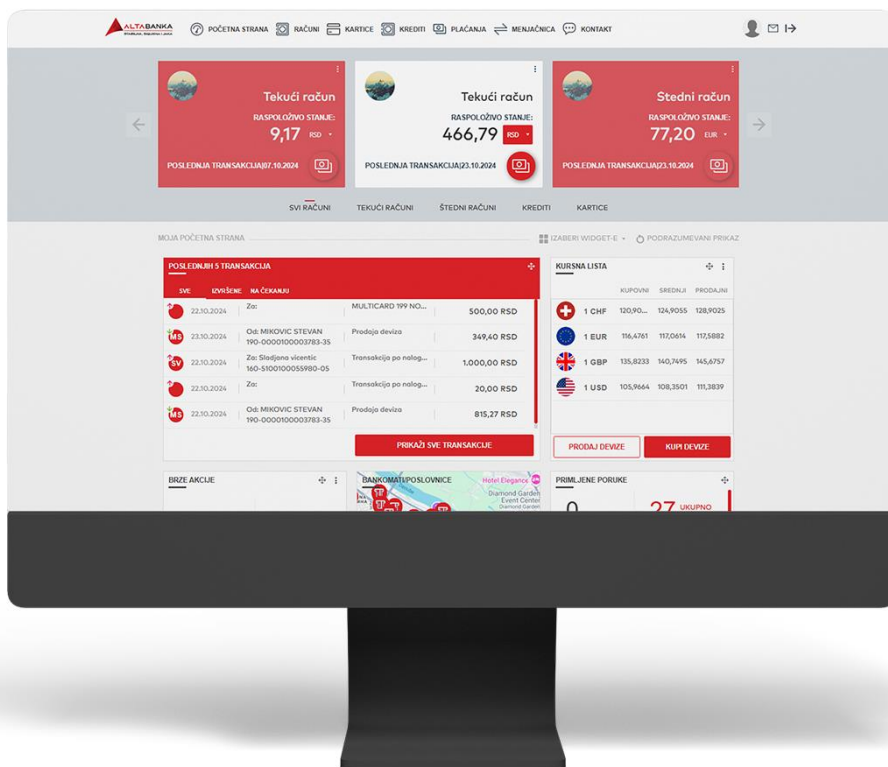 ALTABANKA
POČETNA STRANA RAČUNI KARTICE KREDITI PLAĆANJA MENJAČNICA KONTAKT
Tekući račun
RASPOLOŽIVO STANJE:
9,17 RSD
POSLEDNJA TRANSAKCIJA|07.10.2024
Tekući račun
RASPOLOŽIVO STANJE:
466,79 RSD
POSLEDNJA TRANSAKCIJA|23.10.2024
Stedni račun
RASPOLOŽIVO STANJE:
77,20 EUR
POSLEDNJA TRANSAKCIJA|23.10.2024
SVI RAČUNI TEKUĆI RAČUNI ŠTEDNI RAČUNI KREDITI KARTICE
MOJA POČETNA STRANA IZABERI WIDGET-E PODRAZUMEVANI PRIKAZ
POSLEDNJIH 5 TRANSAKCIJA
SVE IZVRŠENE NA ČEKANJU
22.10.2024 Za: MULTICARD 199 NO... 500,00 RSD
MS 23.10.2024 Od: MIKOVIC STEVAN Prodaja deviza 349,40 RSD
190-0000100003783-35
SV 22.10.2024 Za: Sladjana vicentic Transakcija po nalog... 1.000,00 RSD
160-5100100055980-05
22.10.2024 Za: Transakcija po nalog... 20,00 RSD
MS 22.10.2024 Od: MIKOVIC STEVAN Prodaja deviza 815,27 RSD
190-0000100003783-35
PRIKAŽI SVE TRANSAKCIJE
KURSNA LISTA
KUPOVNI SREDNJI PRODAJNI
1 CHF 120,90... 124,9055 128,9025
1 EUR 116,4761 117,0614 117,5882
1 GBP 135,8233 140,7495 145,6757
1 USD 105,9664 108,3501 111,3839
PRODAJ DEVIZE KUPI DEVIZE
BRZE AKCIJE
BANKOMATI/POSLOVNICE
Hotel Elegance
Diamond Garden
Event Center
Diamond Garden
PRIMLJENE PORUKE
0 27 UKUPNO